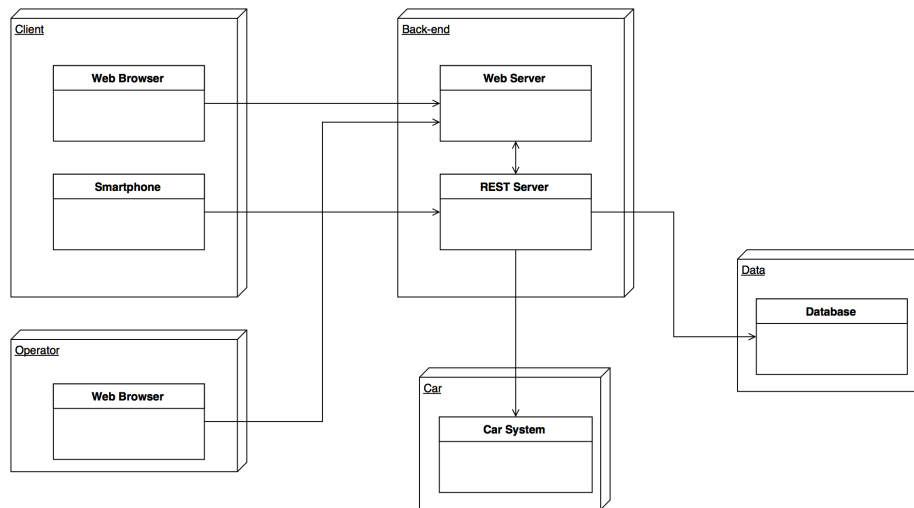 Client
Web Browser
Smartphone
Back-end
Web Server
REST Server
Data
Database
Operator
Web Browser
Car
Car System